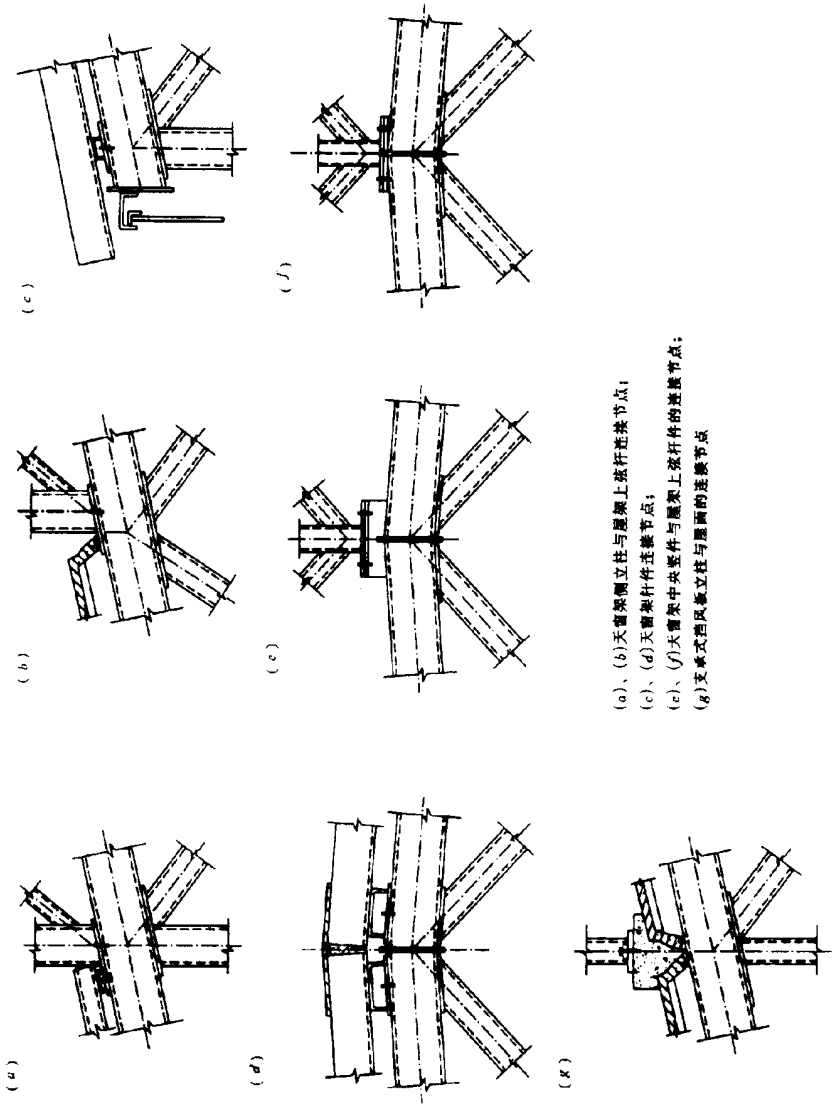 (a)
(b)
(c)
(d)
(e)
(f)
(g)
(a)、(b)天窗架侧立柱与屋架上弦杆连接节点;
(c)、(d)天窗架杆件连接节点;
(e)、(f)天窗架中央竖件与屋架上弦杆件的连接节点;
(g)支承式挡风板立柱与屋面的连接节点